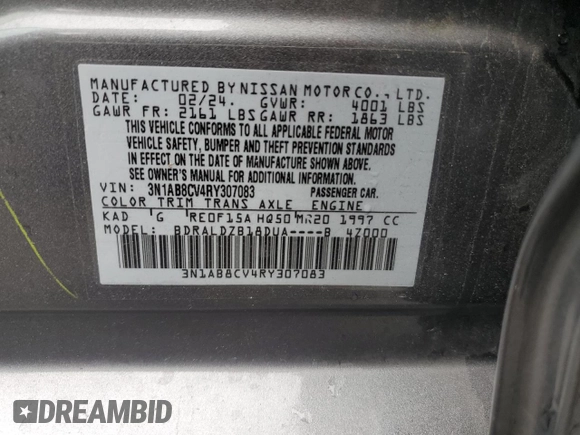 MANUFACTURED BY NISSAN MOTOR CO., LTD.
DATE: 02/24. GVWR: 4001 LBS
GAWR FR: 2161 LBS GAWR RR: 1863 LBS
THIS VEHICLE CONFORMS TO ALL APPLICABLE FEDERAL MOTOR
VEHICLE SAFETY, BUMPER AND THEFT PREVENTION STANDARDS
IN EFFECT ON THE DATE OF MANUFACTURE SHOWN ABOVE.
SEE OWNER'S MANUAL FOR ADDITIONAL INFORMATION
VIN: 3N1AB8CV4RY307083 PASSENGER CAR.
COLOR TRIM TRANS AXLE ENGINE
KAD G RE0F15A HQ50 MR20 1997 CC
MODEL: BDRALDZB18DUA----B 4Z000
3N1AB8CV4RY307083
DREAMBID